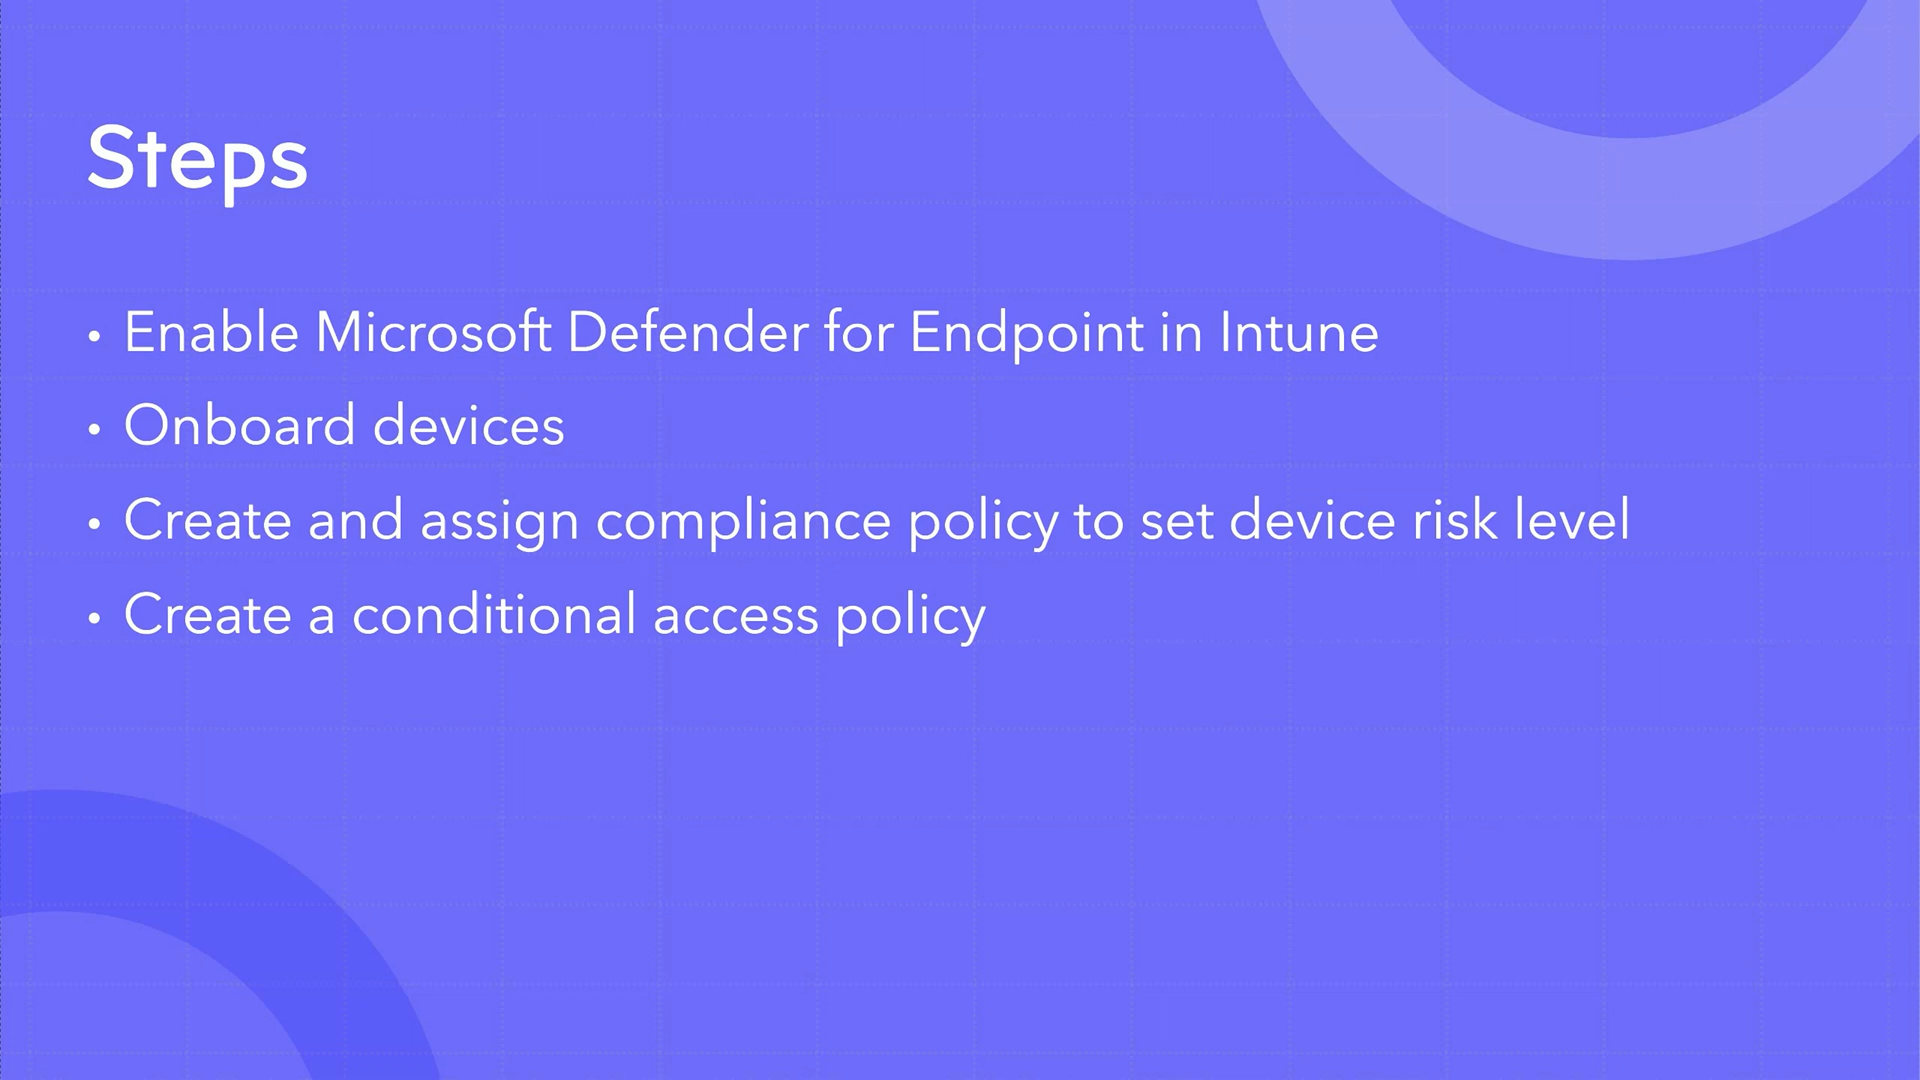 Steps
• Enable Microsoft Defender for Endpoint in Intune
• Onboard devices
• Create and assign compliance policy to set device risk level
• Create a conditional access policy